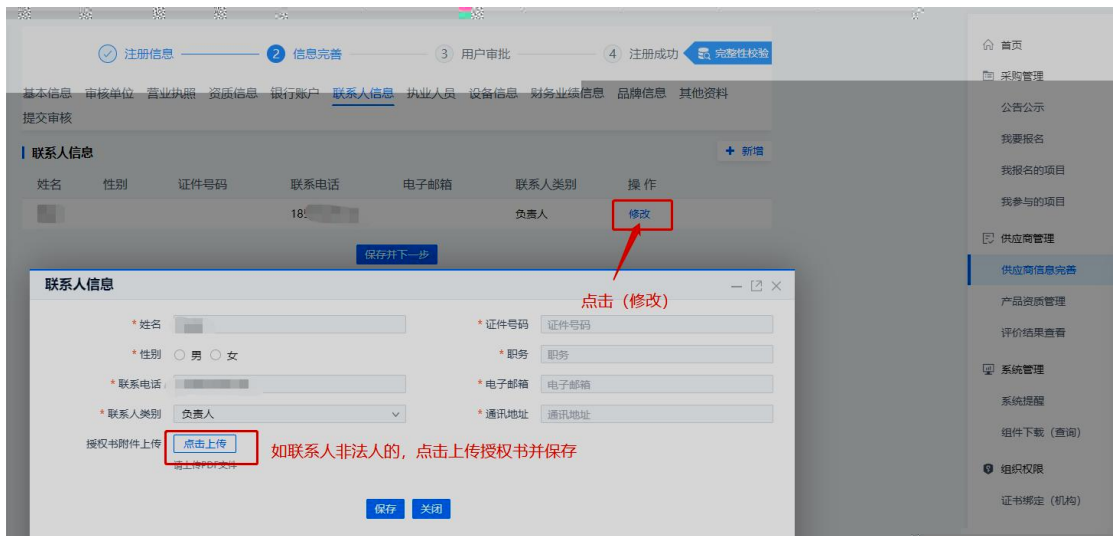 注册信息 2 信息完善 3 用户审批 4 注册成功 完整性校验
基本信息 审核单位 营业执照 资质信息 银行账户 联系人信息 执业人员 设备信息 财务业绩信息 品牌信息 其他资料
提交审核
联系人信息 + 新增
姓名 性别 证件号码 联系电话 电子邮箱 联系人类别 操作
185 负责人 修改
保存并下一步
点击（修改）
联系人信息
*姓名 *证件号码 证件号码
*性别 男 女 *职务 职务
*联系电话 *电子邮箱 电子邮箱
*联系人类别 负责人 *通讯地址 通讯地址
授权书附件上传 点击上传 如联系人非法人的，点击上传授权书并保存
请上传PDF文件
保存 关闭
首页
采购管理
公告公示
我要报名
我报名的项目
我参与的项目
供应商管理
供应商信息完善
产品资质管理
评价结果查看
系统管理
系统提醒
组件下载（查询）
组织权限
证书绑定（机构）